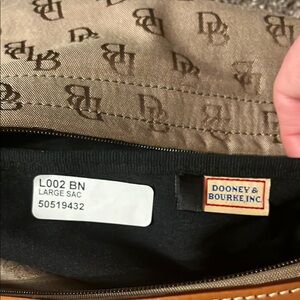 L002 BN
LARGE SAC
50519432
DOONEY &
BOURKE, INC.